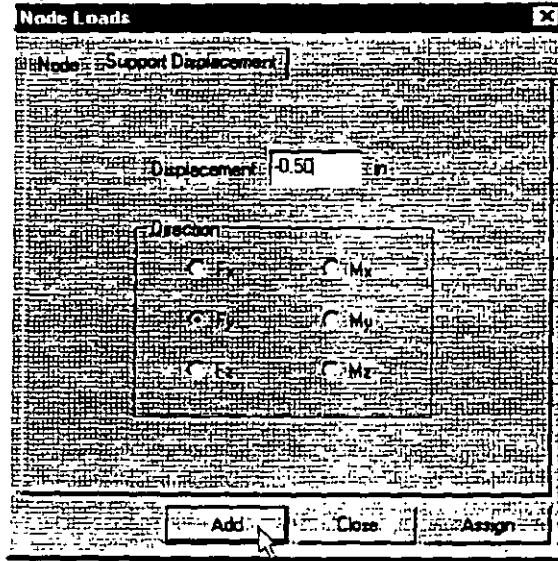 Node Loads
Node Support Displacement
Displacement: -0.50 in
Direction
Fx Mx
Fy My
Fz Mz
Add Close Assign